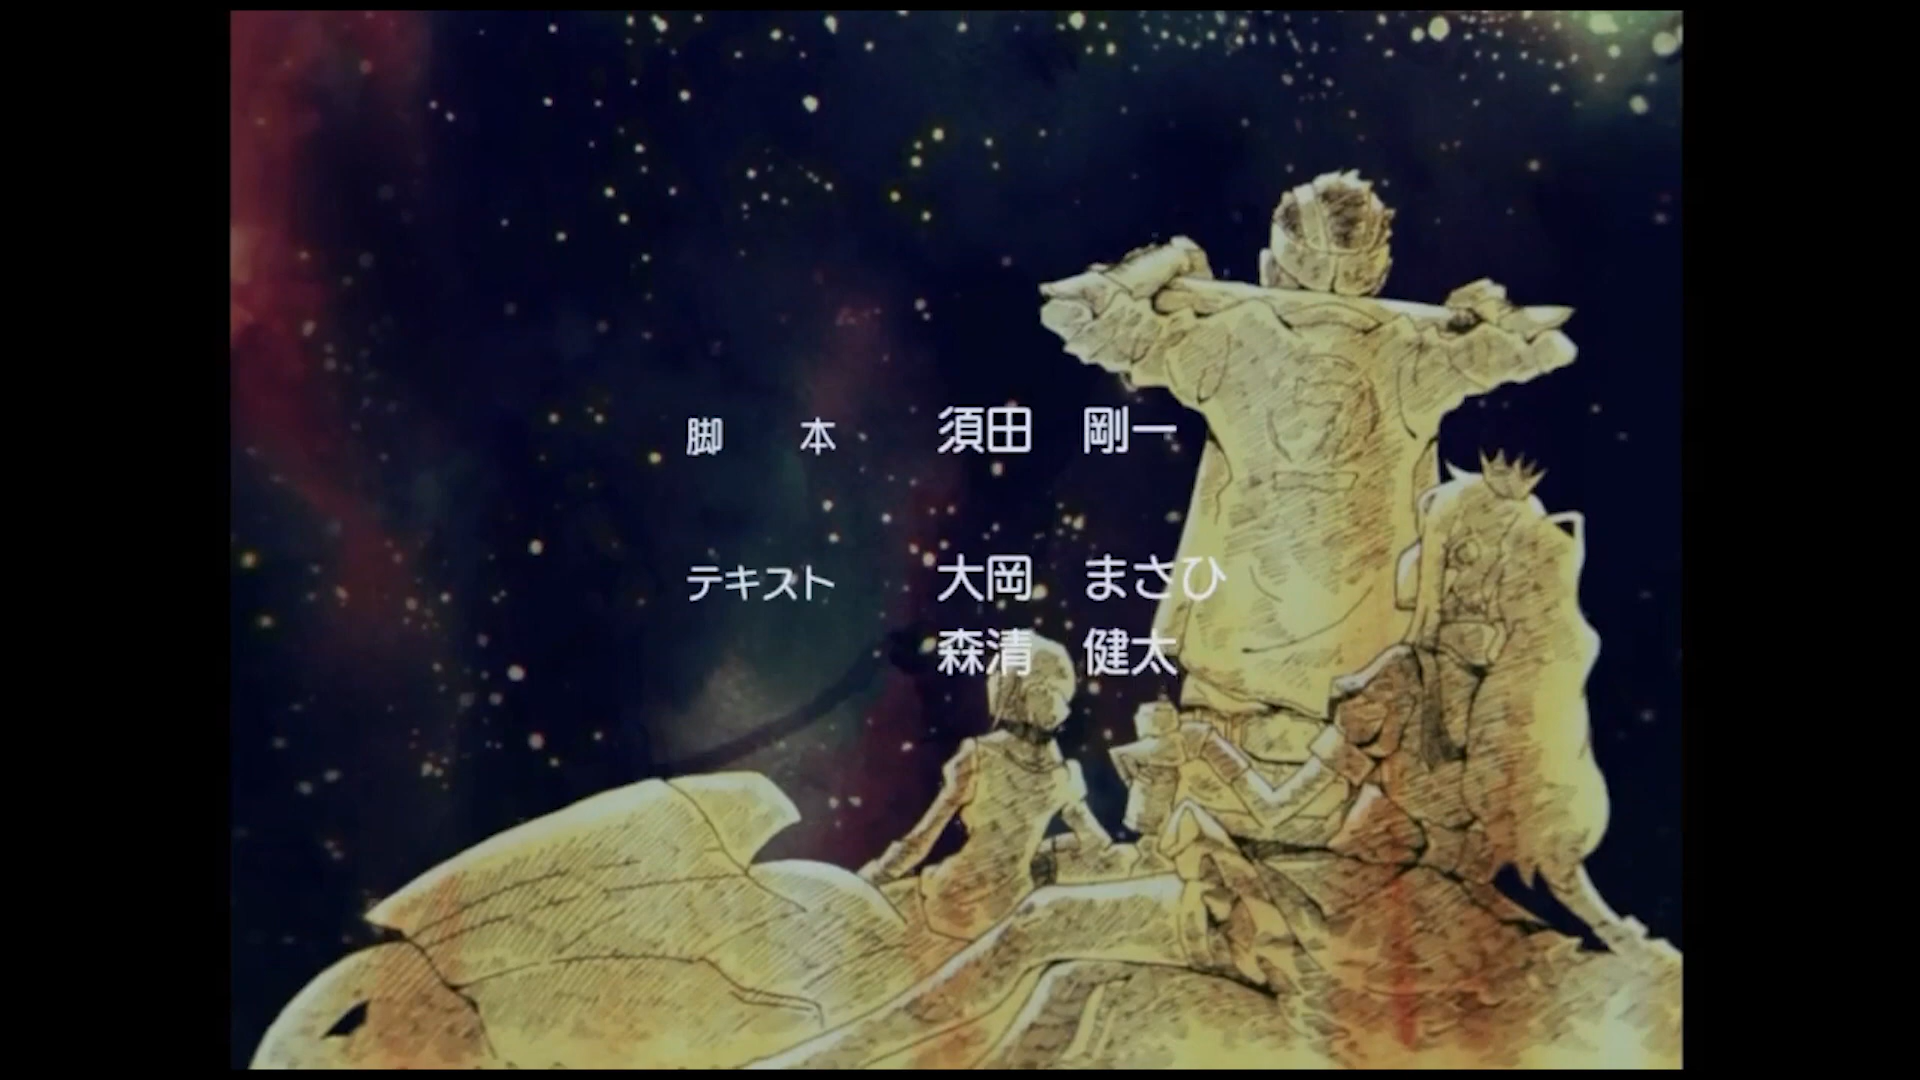 脚本 須田 剛一
テキスト 大岡 まさひ
森清 健太